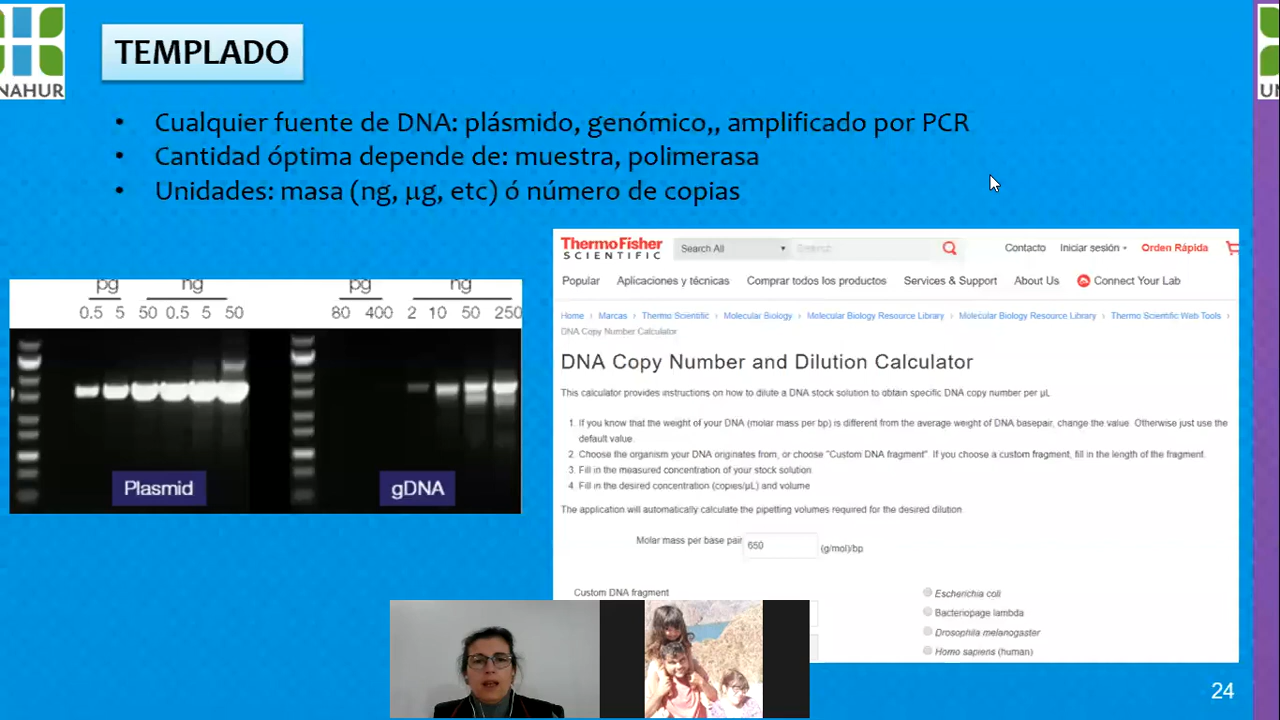 NAHUR
UN
TEMPLADO
• Cualquier fuente de DNA: plásmido, genómico,, amplificado por PCR
• Cantidad óptima depende de: muestra, polimerasa
• Unidades: masa (ng, µg, etc) ó número de copias
pg ng pg ng
0.5 5 50 0.5 5 50 80 400 2 10 50 250
Plasmid gDNA
ThermoFisher
SCIENTIFIC
Search All
Search
Contacto Iniciar sesión Orden Rápida
Popular Aplicaciones y técnicas Comprar todos los productos Services & Support About Us Connect Your Lab
Home › Marcas › Thermo Scientific › Molecular Biology › Molecular Biology Resource Library › Molecular Biology Resource Library › Thermo Scientific Web Tools ›
DNA Copy Number Calculator
DNA Copy Number and Dilution Calculator
This calculator provides instructions on how to dilute a DNA stock solution to obtain specific DNA copy number per µL
1. If you know that the weight of your DNA (molar mass per bp) is different from the average weight of DNA basepair, change the value. Otherwise just use the
default value.
2. Choose the organism your DNA originates from, or choose "Custom DNA fragment". If you choose a custom fragment, fill in the length of the fragment.
3. Fill in the measured concentration of your stock solution
4. Fill in the desired concentration (copies/µL) and volume
The application will automatically calculate the pipetting volumes required for the desired dilution
Molar mass per base pair 650 (g/mol)/bp
Custom DNA fragment
Escherichia coli
Bacteriopage lambda
Drosophila melanogaster
Homo sapiens (human)
24